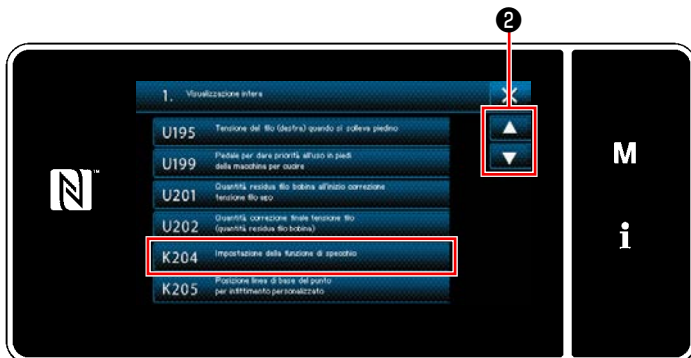 ❷
1. Visualizzazione intera
U195 Tensione del filo (destra) quando si solleva piedino
U199 Pedale per dare priorità all'uso in piedi
della macchina per cucire
U201 Quantità residua filo bobina all'inizio correzione
tensione filo ago
U202 Quantità correzione finale tensione filo
(quantità residua filo bobina)
K204 Impostazione della funzione di specchio
K205 Posizione linea di base del punto
per infittimento personalizzato
M
i